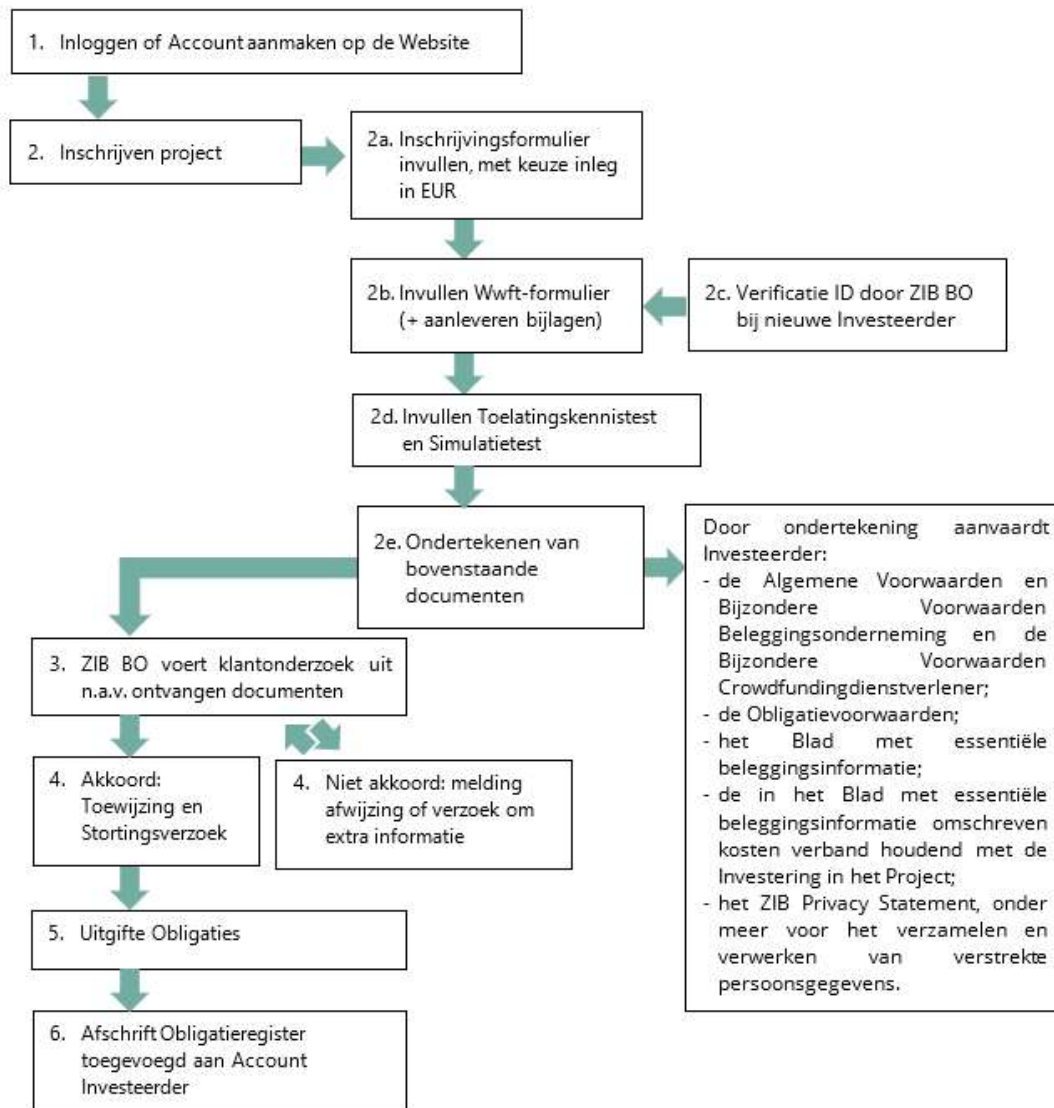 1. Inloggen of Account aanmaken op de Website
2. Inschrijven project
2a. Inschrijvingsformulier
invullen, met keuze inleg
in EUR
2b. Invullen Wwft-formulier
(+ aanleveren bijlagen)
2c. Verificatie ID door ZIB BO
bij nieuwe Investeerder
2d. Invullen Toelatingskennistest
en Simulatietest
2e. Ondertekenen van
bovenstaande
documenten
Door ondertekening aanvaardt
Investeerder:
- de Algemene Voorwaarden en
Bijzondere Voorwaarden
Beleggingsonderneming en de
Bijzondere Voorwaarden
Crowdfundingdienstverlener;
- de Obligatievoorwaarden;
- het Blad met essentiële
beleggingsinformatie;
- de in het Blad met essentiële
beleggingsinformatie omschreven
kosten verband houdend met de
Investering in het Project;
- het ZIB Privacy Statement, onder
meer voor het verzamelen en
verwerken van verstrekte
persoonsgegevens.
3. ZIB BO voert klantonderzoek uit
n.a.v. ontvangen documenten
4. Akkoord:
Toewijzing en
Stortingsverzoek
4. Niet akkoord: melding
afwijzing of verzoek om
extra informatie
5. Uitgifte Obligaties
6. Afschrift Obligatieregister
toegevoegd aan Account
Investeerder